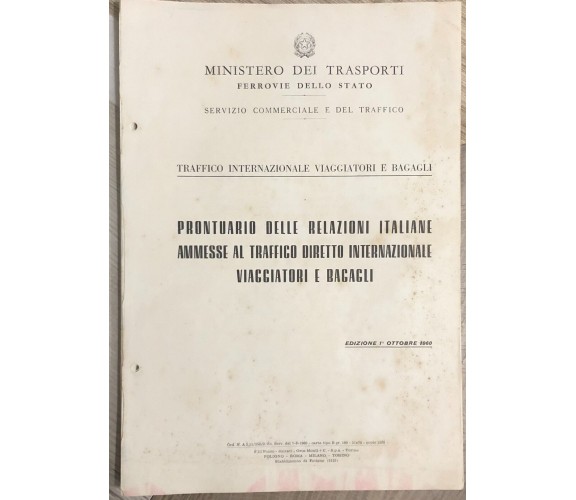 MINISTERO DEI TRASPORTI
FERROVIE DELLO STATO
SERVIZIO COMMERCIALE E DEL TRAFFICO
TRAFFICO INTERNAZIONALE VIAGGIATORI E BAGAGLI
PRONTUARIO DELLE RELAZIONI ITALIANE
AMMESSE AL TRAFFICO DIRETTO INTERNAZIONALE
VIAGGIATORI E BAGAGLI
EDIZIONE 1° OTTOBRE 1960